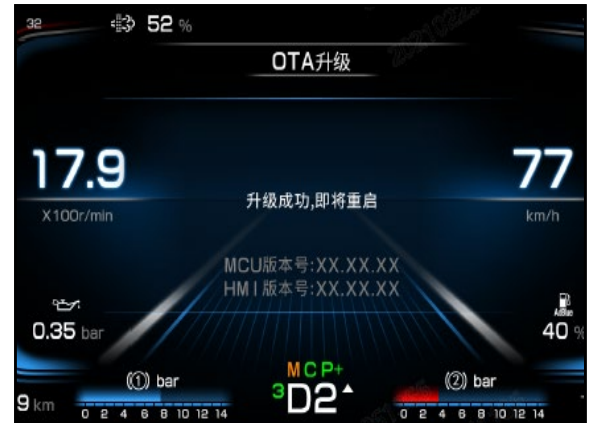 32
52 %
OTA升级
17.9
X100r/min
77
km/h
升级成功,即将重启
MCU版本号:XX.XX.XX
HMI版本号:XX.XX.XX
0.35 bar
AdBlue
40 %
MCP+
(1) bar
3D2
(2) bar
9 km
0 2 4 6 8 10 12 14
0 2 4 6 8 10 12 14